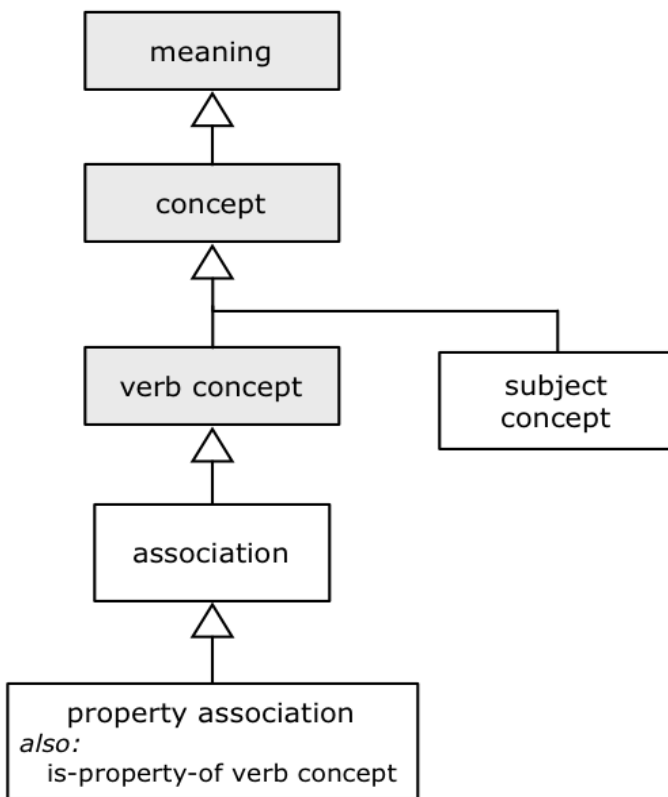 meaning
concept
verb concept
subject
concept
association
property association
also:
is-property-of verb concept